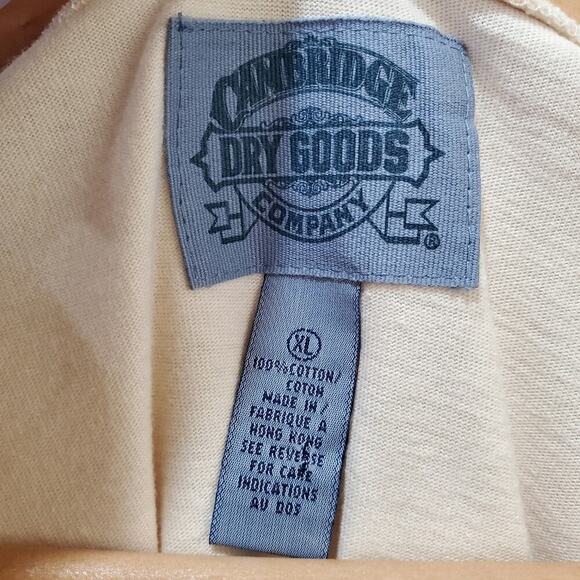 CAMBRIDGE
DRY GOODS
COMPANY
®
XL
100%COTTON/
COTON
MADE IN/
FABRIQUE A
HONG KONG
SEE REVERSE
FOR CARE
INDICATIONS
AU DOS